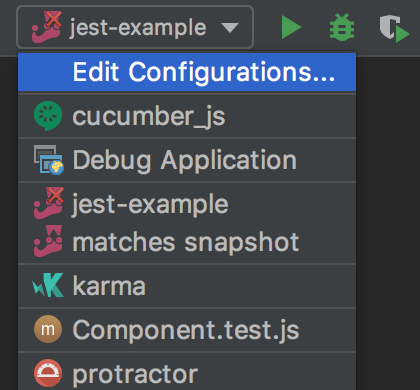 jest-example
Edit Configurations...
cucumber_js
Debug Application
jest-example
matches snapshot
karma
m Component.test.js
protractor